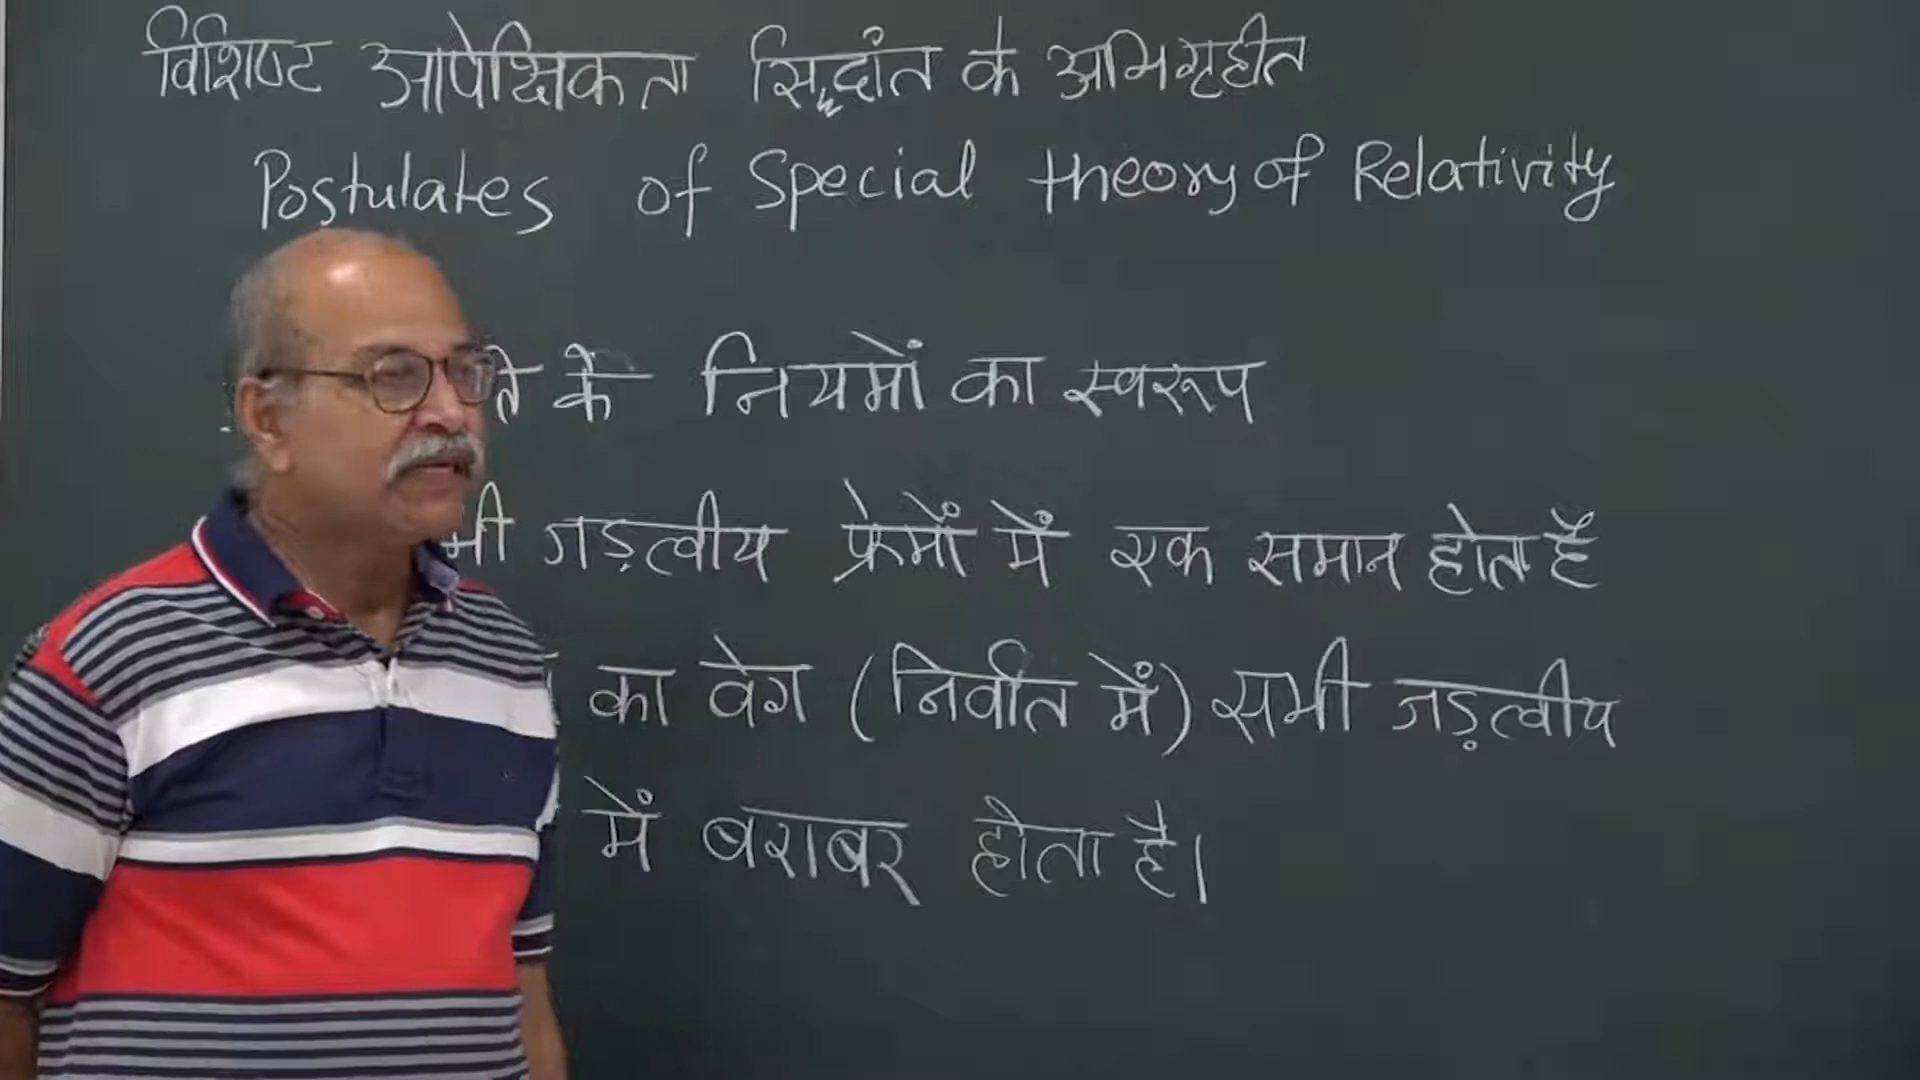 विशिष्ट आपेक्षिकता सिद्धांत के अभिगृहीत
Postulates of Special theory of Relativity
के नियमों का स्वरूप
जड़त्वीय फ्रेमों में एक समान होता है
का वेग (निर्वात में) सभी जड़त्वीय
में बराबर होता है।